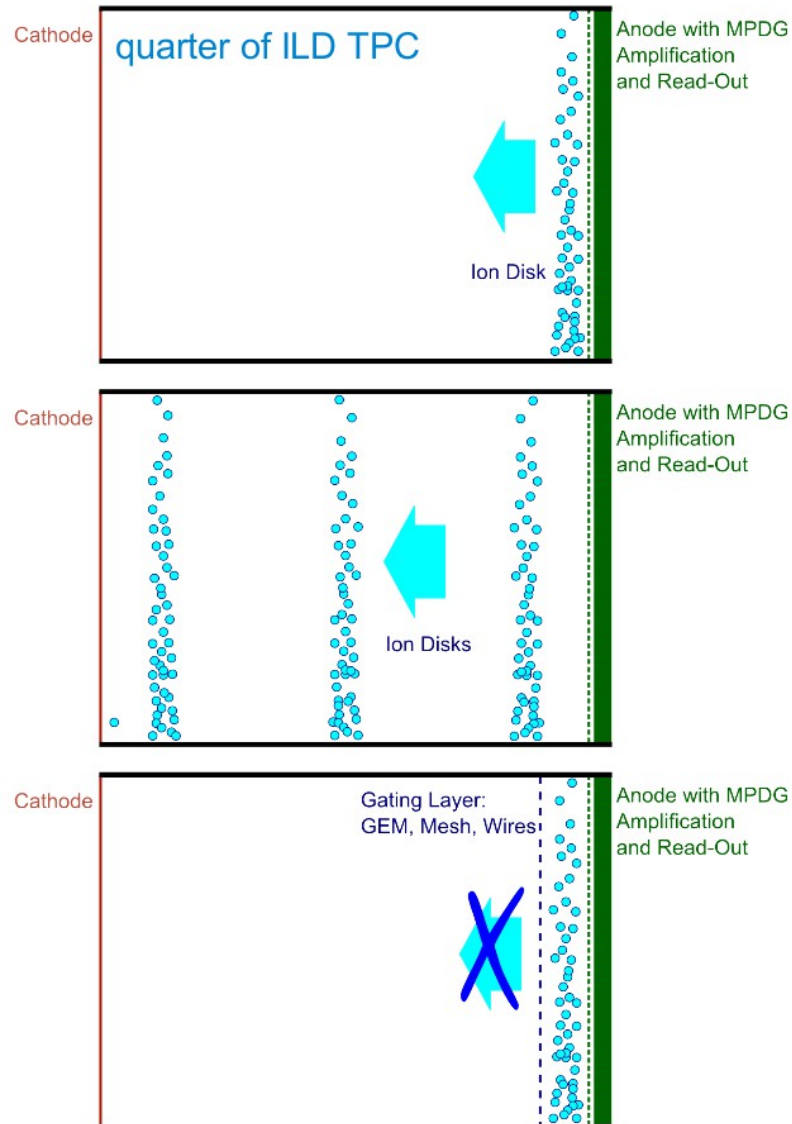 Cathode
quarter of ILD TPC
Anode with MPDG
Amplification
and Read-Out
Ion Disk
Cathode
Anode with MPDG
Amplification
and Read-Out
Ion Disks
Cathode
Gating Layer:
GEM, Mesh, Wires
Anode with MPDG
Amplification
and Read-Out